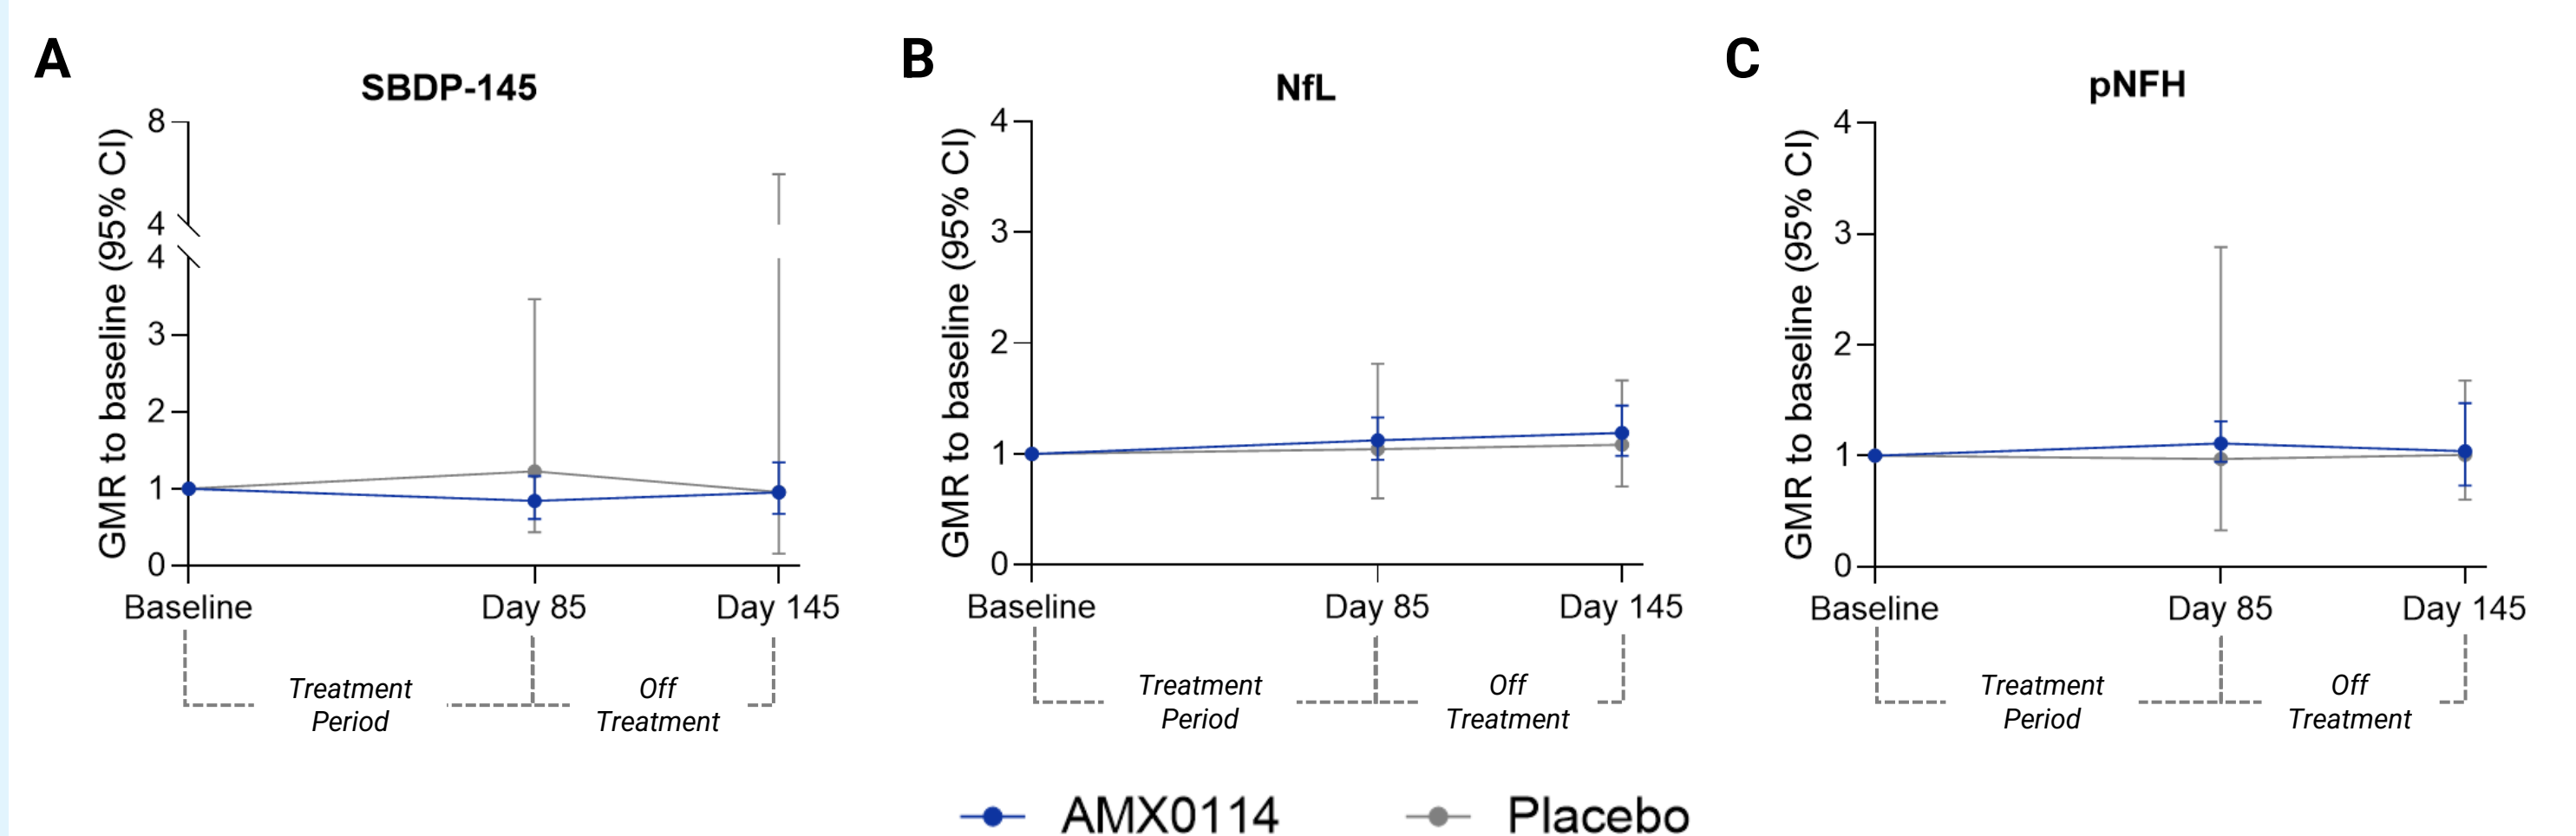 A
SBDP-145
GMR to baseline (95% CI)
8
4
4
3
2
1
0
Baseline
Day 85
Day 145
Treatment
Period
Off
Treatment
B
NfL
GMR to baseline (95% CI)
4
3
2
1
0
Baseline
Day 85
Day 145
Treatment
Period
Off
Treatment
C
pNFH
GMR to baseline (95% CI)
4
3
2
1
0
Baseline
Day 85
Day 145
Treatment
Period
Off
Treatment
AMX0114
Placebo